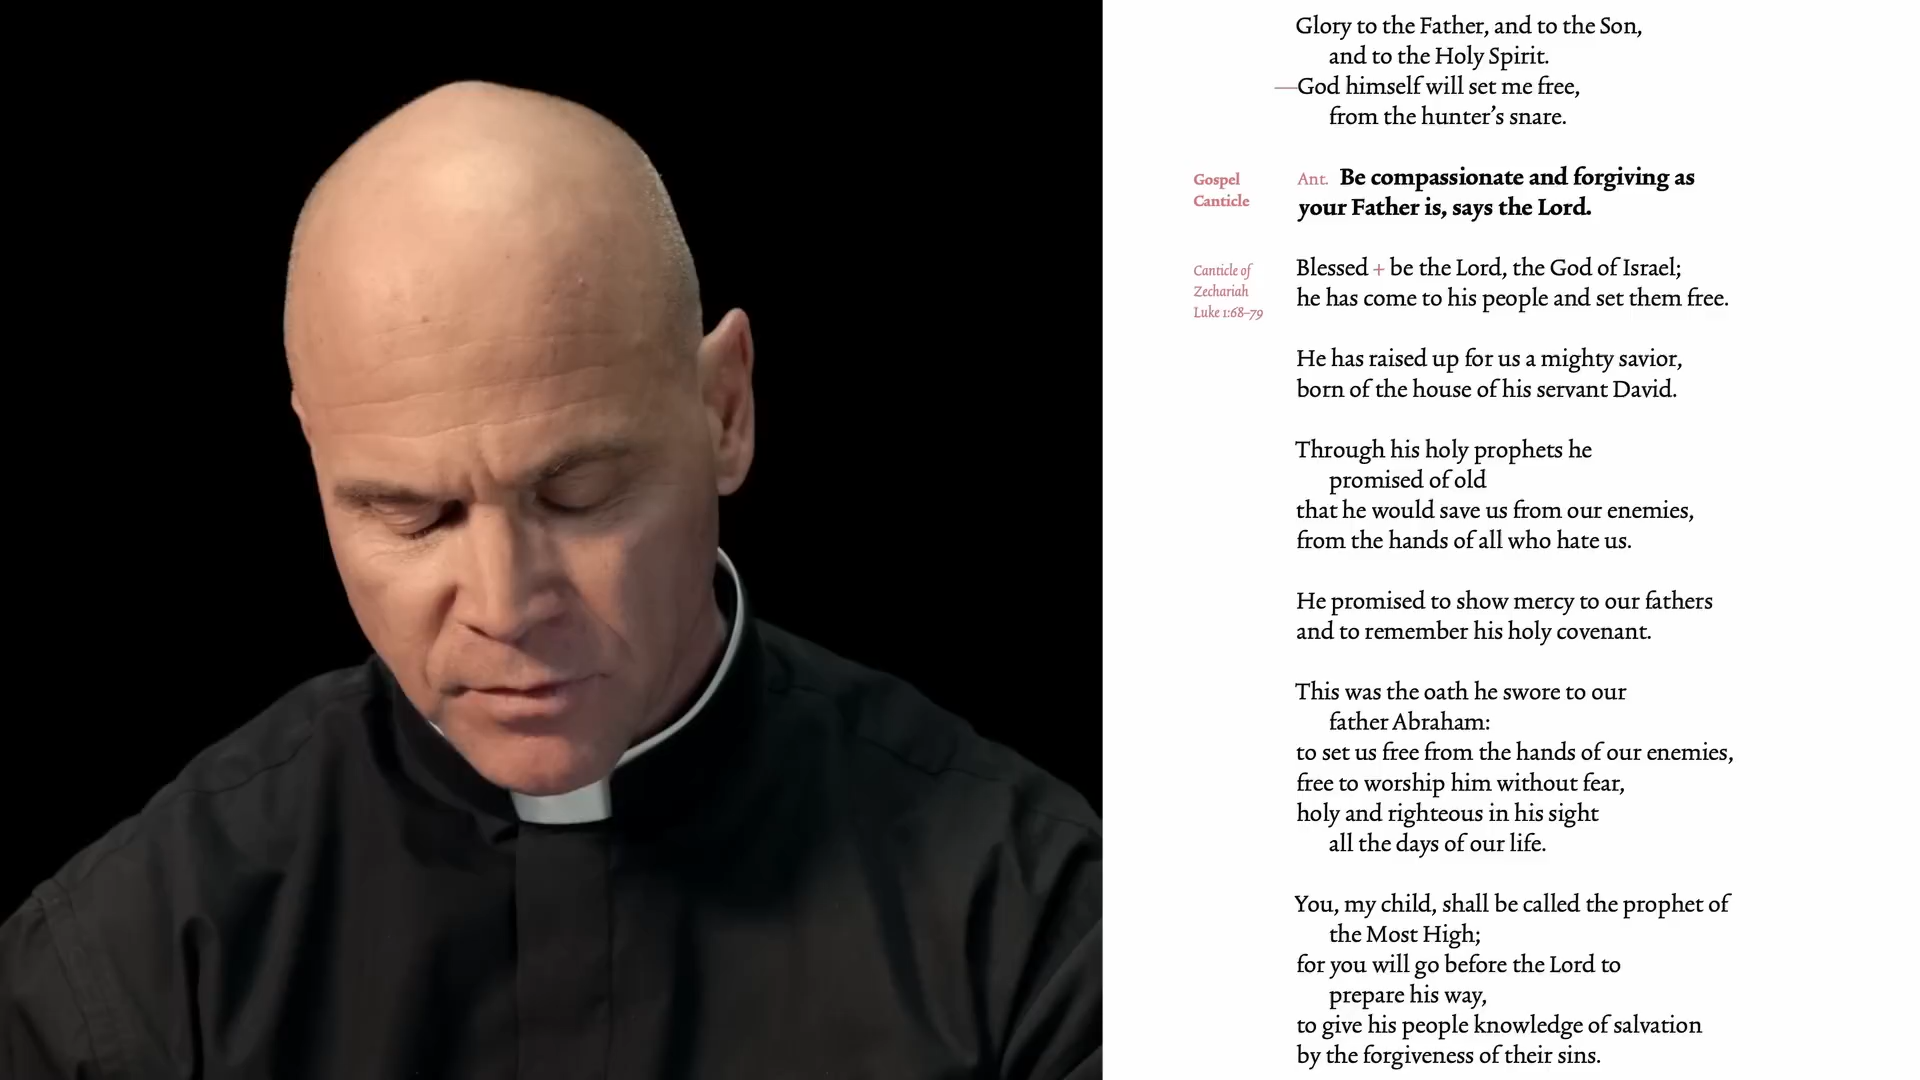 Glory to the Father, and to the Son,
and to the Holy Spirit.
—God himself will set me free,
from the hunter’s snare.
Gospel
Canticle
Ant. Be compassionate and forgiving as
your Father is, says the Lord.
Canticle of
Zechariah
Luke 1:68–79
Blessed + be the Lord, the God of Israel;
he has come to his people and set them free.
He has raised up for us a mighty savior,
born of the house of his servant David.
Through his holy prophets he
promised of old
that he would save us from our enemies,
from the hands of all who hate us.
He promised to show mercy to our fathers
and to remember his holy covenant.
This was the oath he swore to our
father Abraham:
to set us free from the hands of our enemies,
free to worship him without fear,
holy and righteous in his sight
all the days of our life.
You, my child, shall be called the prophet of
the Most High;
for you will go before the Lord to
prepare his way,
to give his people knowledge of salvation
by the forgiveness of their sins.